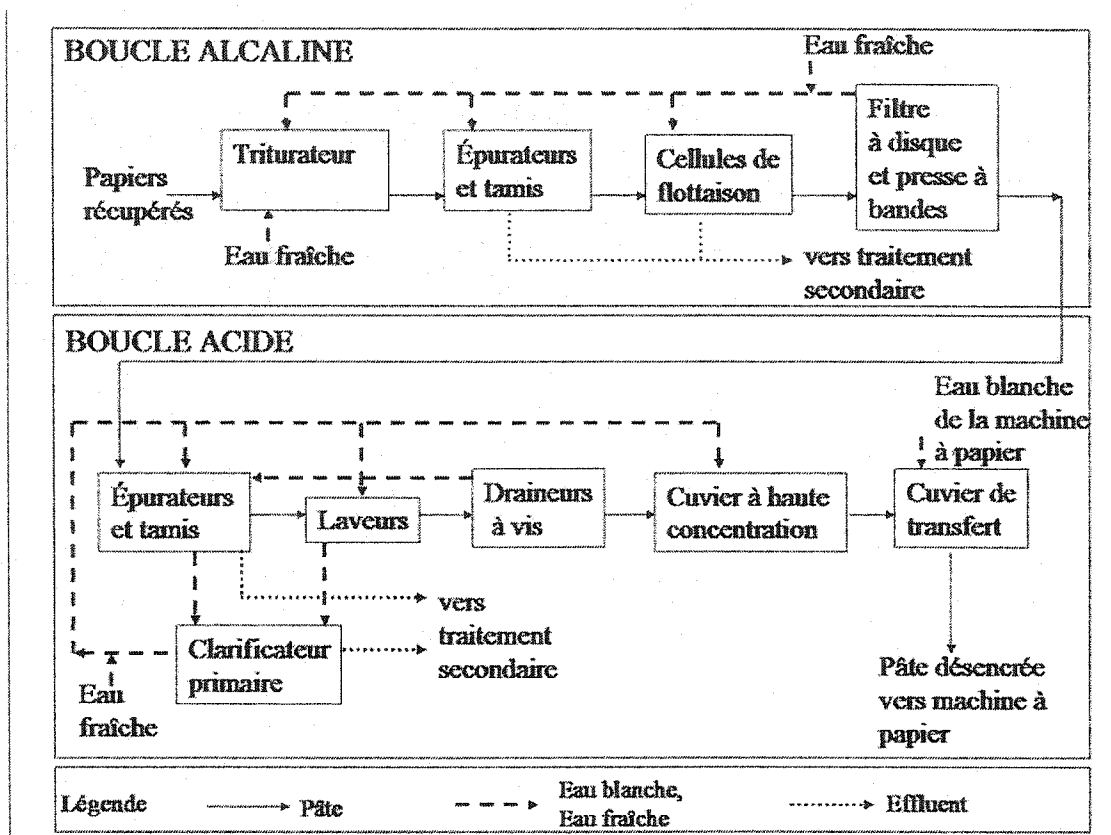 BOUCLE ALCALINE
Eau fraîche
Papiers
récupérés
Triturateur
Eau fraîche
Épurateurs
et tamis
Cellules de
flottaison
Filtre
à disque
et presse à
bandes
vers traitement
secondaire
BOUCLE ACIDE
Eau blanche
de la machine
à papier
Épurateurs
et tamis
Laveurs
Draineurs
à vis
Cuvier à haute
concentration
Cuvier de
transfert
vers
traitement
secondaire
Clarificateur
primaire
Eau
fraîche
Pâte désencrée
vers machine à
papier
Légende
Pâte
Eau blanche,
Eau fraîche
Effluent